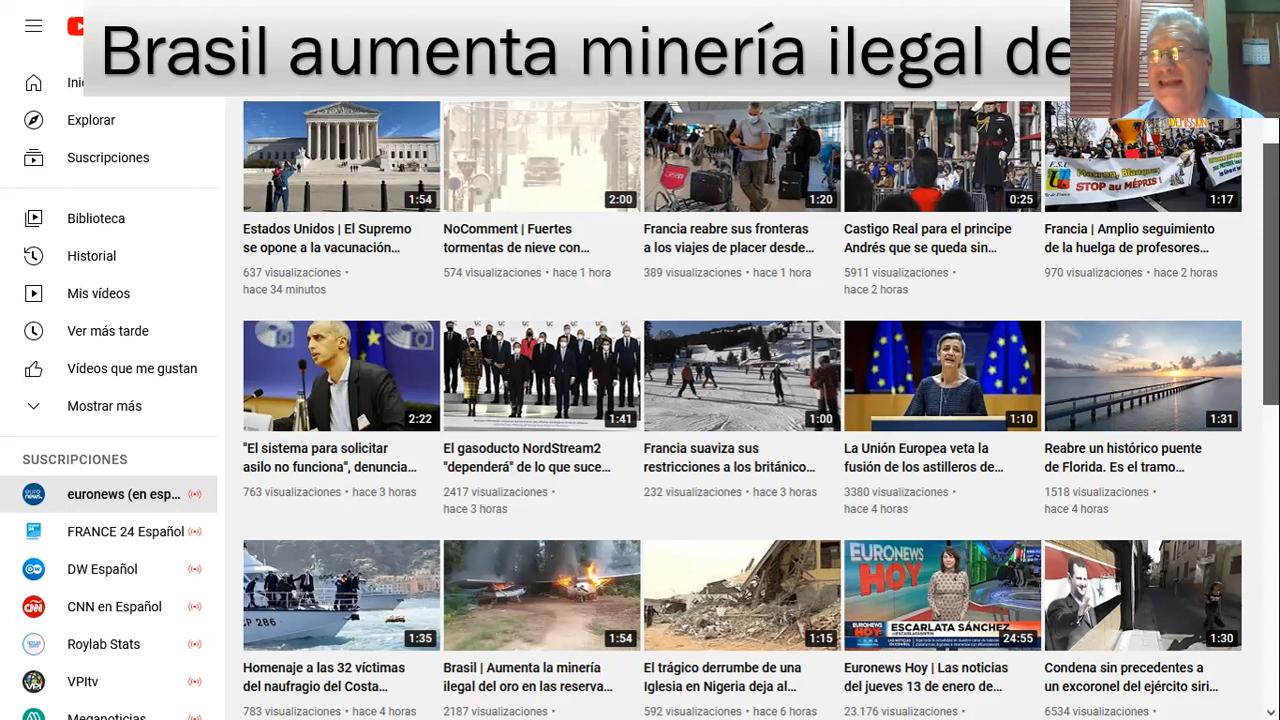 Brasil aumenta minería ilegal de
Inic
Explorar
Suscripciones
Biblioteca
Historial
Mis vídeos
Ver más tarde
Vídeos que me gustan
Mostrar más
SUSCRIPCIONES
euronews (en esp...
FRANCE 24 Español
DW Español
CNN en Español
Roylab Stats
VPItv
Meganoticias
1:54
2:00
1:20
0:25
STOP au MÉPRIS !
1:17
Estados Unidos | El Supremo
se opone a la vacunación...
637 visualizaciones •
hace 34 minutos
NoComment | Fuertes
tormentas de nieve con...
574 visualizaciones • hace 1 hora
Francia reabre sus fronteras
a los viajes de placer desde...
389 visualizaciones • hace 1 hora
Castigo Real para el principe
Andrés que se queda sin...
5911 visualizaciones •
hace 2 horas
Francia | Amplio seguimiento
de la huelga de profesores...
970 visualizaciones • hace 2 horas
2:22
1:41
1:00
1:10
1:31
"El sistema para solicitar
asilo no funciona", denuncia...
763 visualizaciones • hace 3 horas
El gasoducto NordStream2
"dependerá" de lo que suce...
2417 visualizaciones •
hace 3 horas
Francia suaviza sus
restricciones a los británico...
232 visualizaciones • hace 3 horas
La Unión Europea veta la
fusión de los astilleros de...
3380 visualizaciones •
hace 4 horas
Reabre un histórico puente
de Florida. Es el tramo...
1518 visualizaciones •
hace 4 horas
CP 286
1:35
1:54
1:15
EURONEWS
HOY
ESCARLATA SÁNCHEZ
24:55
1:30
Homenaje a las 32 víctimas
del naufragio del Costa...
783 visualizaciones • hace 4 horas
Brasil | Aumenta la minería
ilegal del oro en las reserva...
2187 visualizaciones •
El trágico derrumbe de una
Iglesia en Nigeria deja al...
592 visualizaciones • hace 6 horas
Euronews Hoy | Las noticias
del jueves 13 de enero de...
23.176 visualizaciones •
Condena sin precedentes a
un excoronel del ejército siri...
6534 visualizaciones •